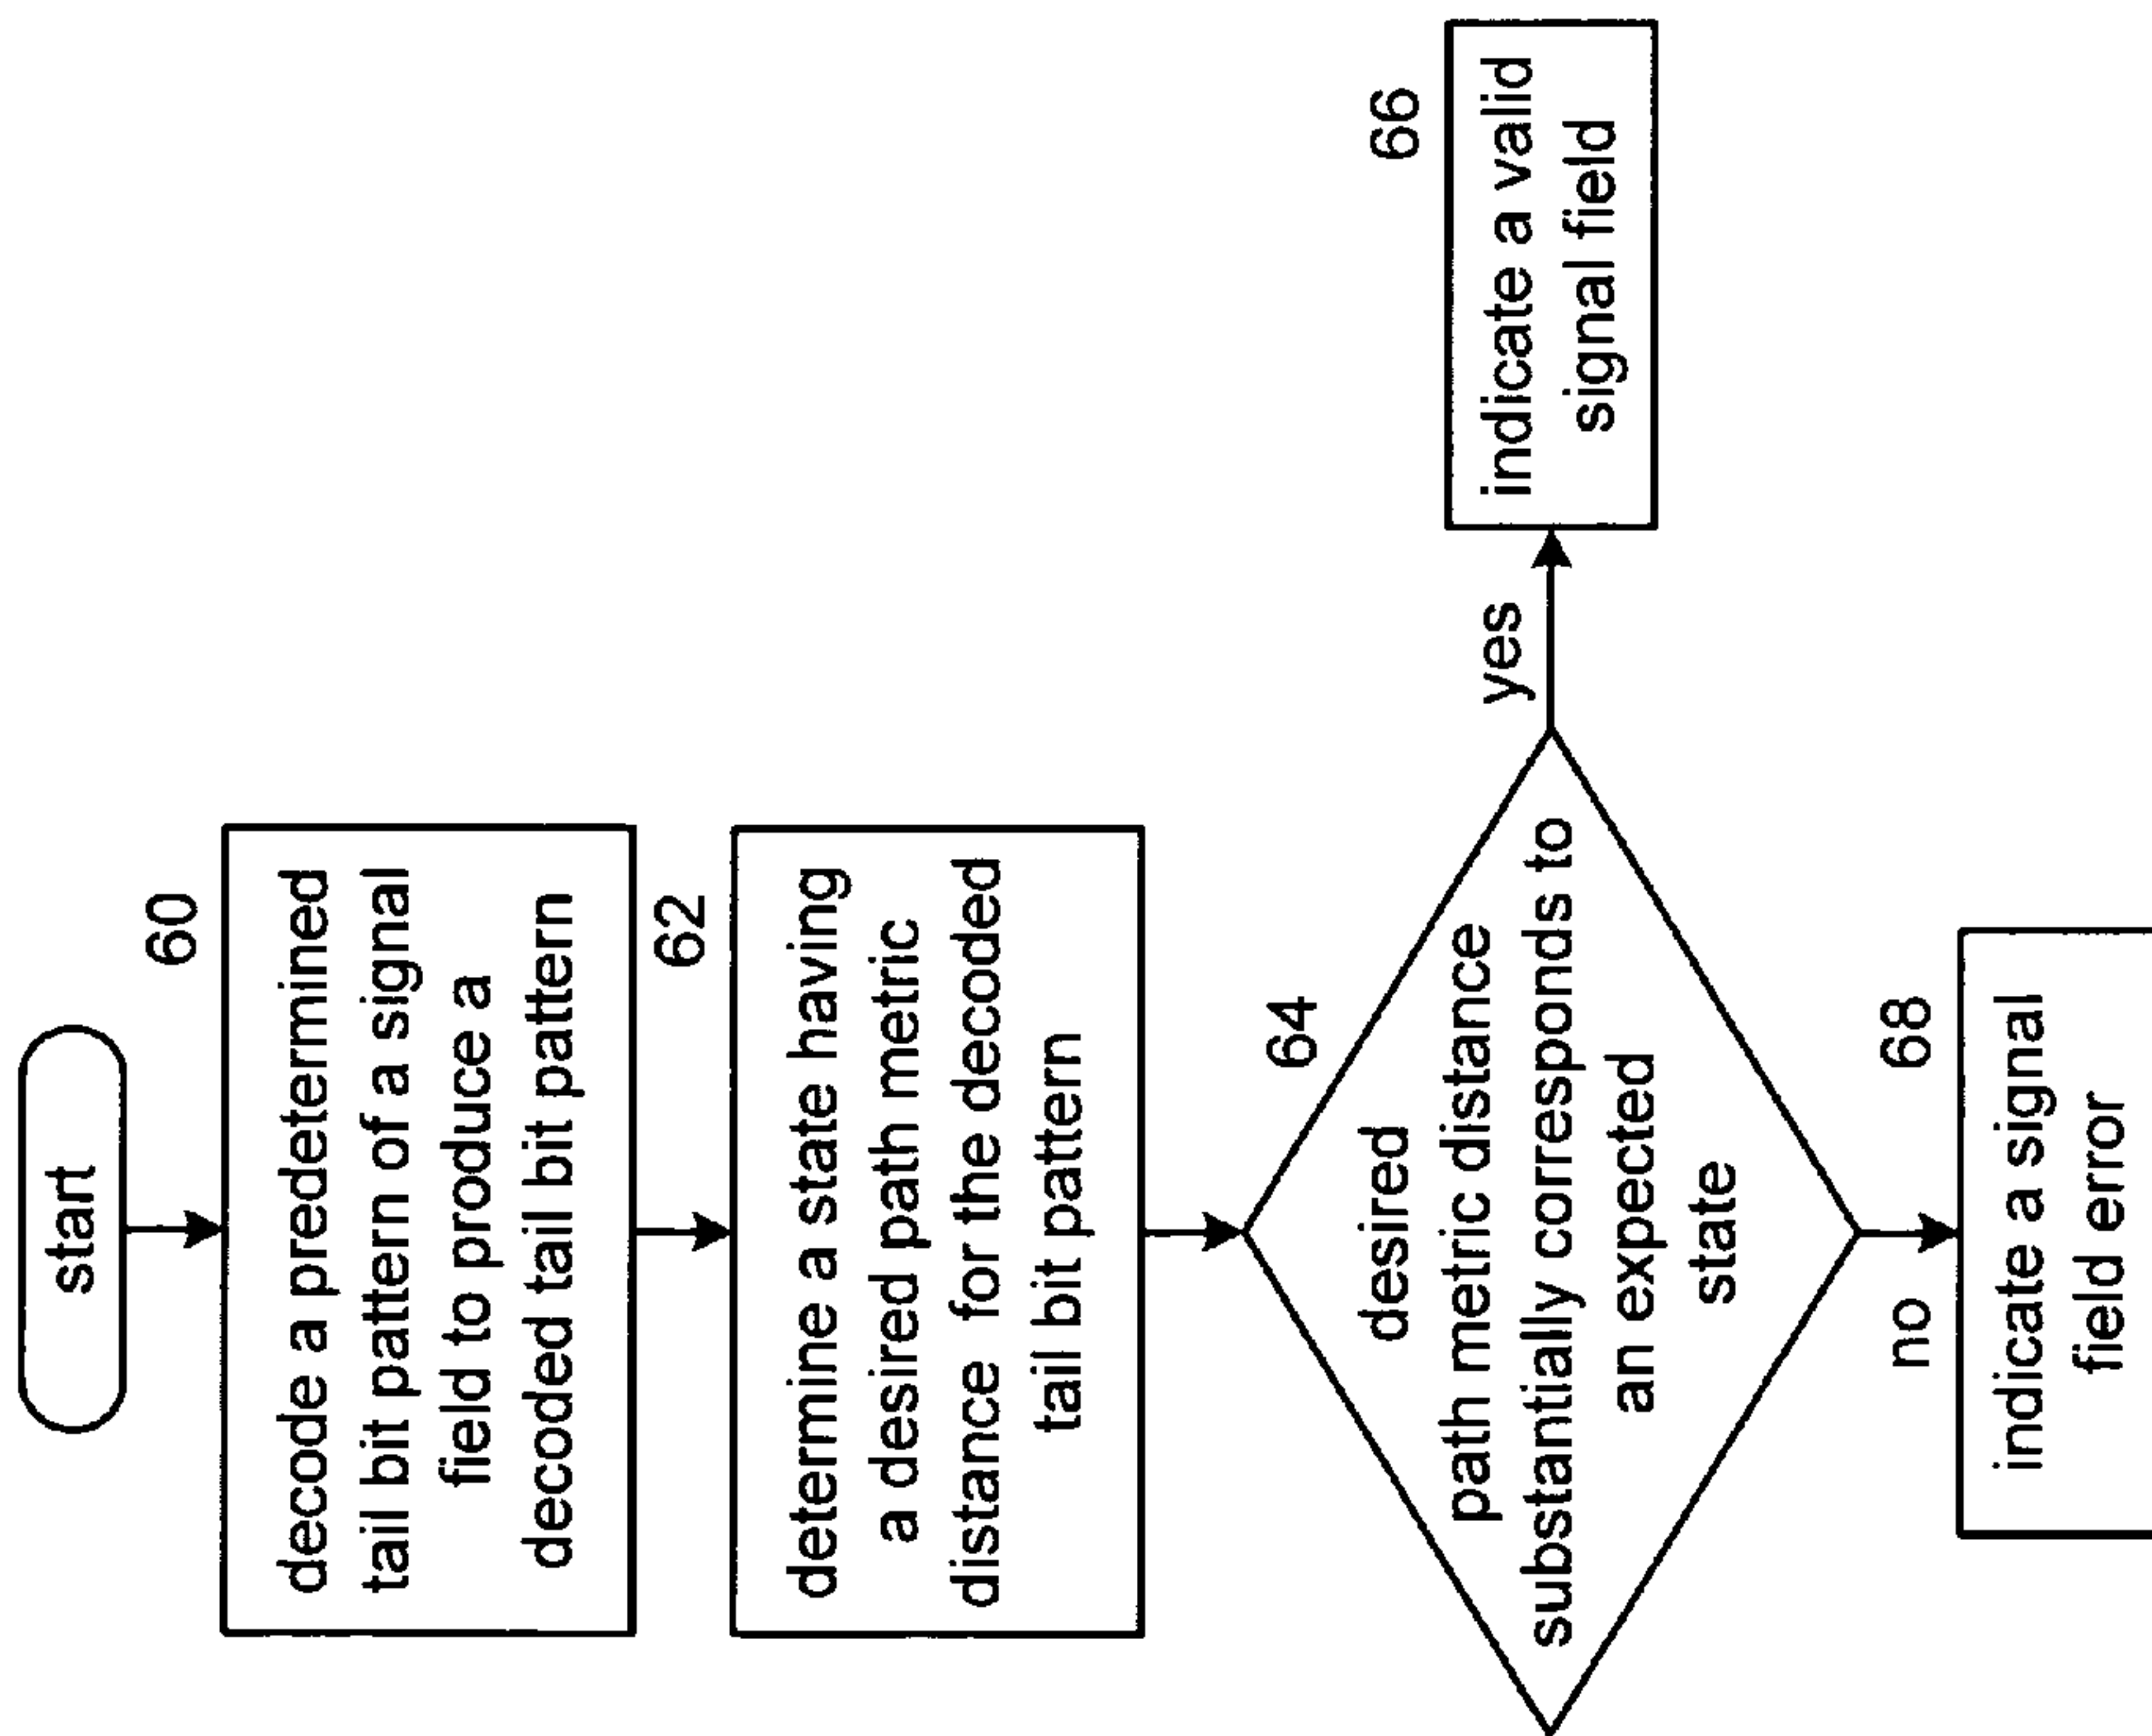 start
60
decode a predetermined
tail bit pattern of a signal
field to produce a
decoded tail bit pattern
62
determine a state having
a desired path metric
distance for the decoded
tail bit pattern
64
desired
path metric distance
substantially corresponds to
an expected
state
yes
66
indicate a valid
signal field
no
68
indicate a signal
field error